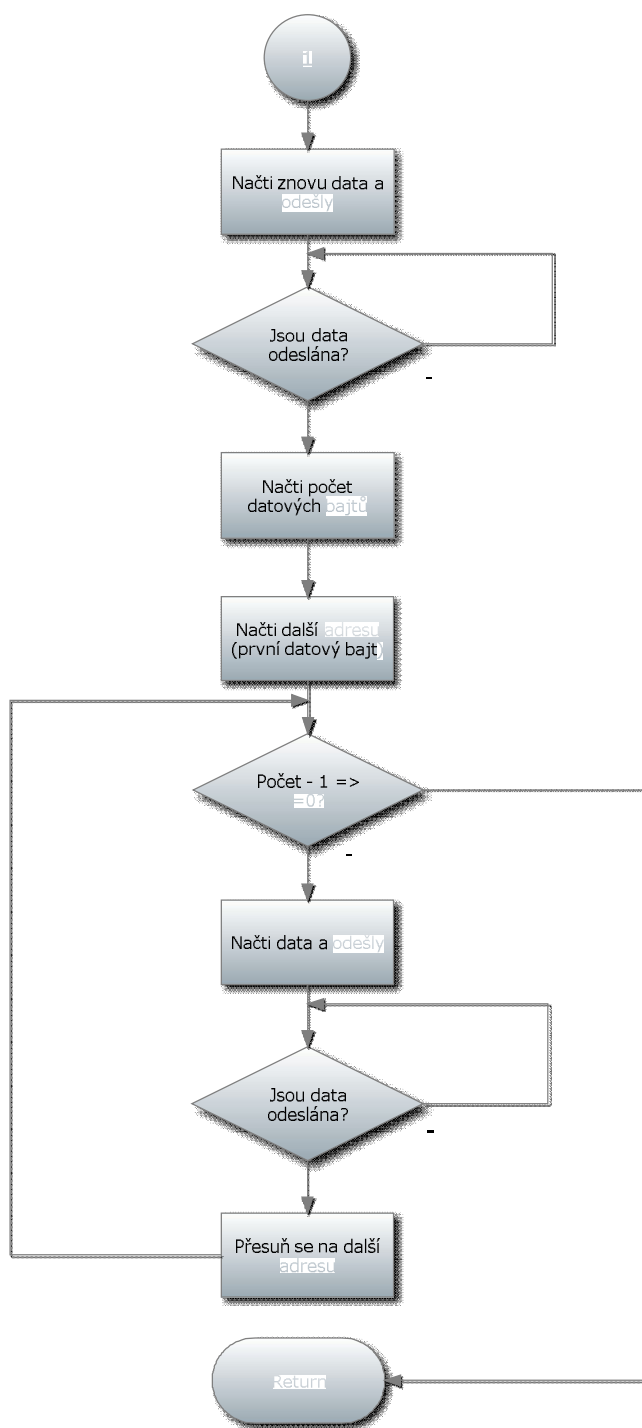 Načti znovu data a
odešly
Jsou data
odeslána?
-
Načti počet
datových bajtů
Načti další adresu
(první datový bajt)
Počet - 1 =>
=0?
-
Načti data a odešly
Jsou data
odeslána?
-
Přesuň se na další
adresu
Return